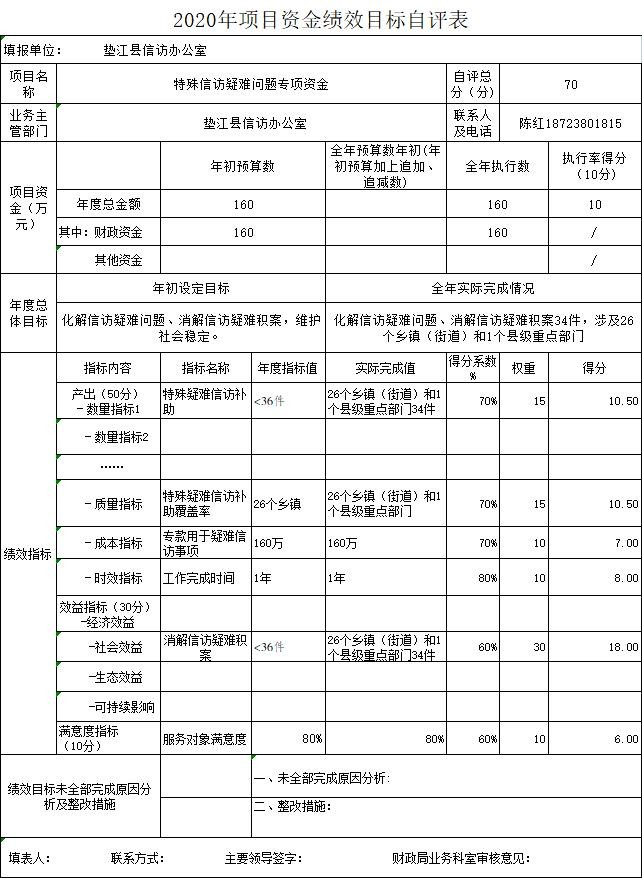 2020年项目资金绩效目标自评表
填报单位： 垫江县信访办公室
项目名称 特殊信访疑难问题专项资金 自评总分（分） 70
业务主管部门 垫江县信访办公室 联系人及电话 陈红18723801815
项目资金（万元） 年初预算数 全年预算数年初(年初预算加上追加、追减数) 全年执行数 执行率得分（10分）
年度总金额 160 160 10
其中：财政资金 160 160 /
其他资金 /
年度总体目标 年初设定目标 全年实际完成情况
化解信访疑难问题、消解信访疑难积案，维护社会稳定。 化解信访疑难问题、消解信访疑难积案34件，涉及26个乡镇（街道）和1个县级重点部门
绩效指标 指标内容 指标名称 年度指标值 实际完成值 得分系数% 权重 得分
产出（50分）－数量指标1 特殊疑难信访补助 <36件 26个乡镇（街道）和1个县级重点部门34件 70% 15 10.50
－数量指标2
……
－质量指标 特殊疑难信访补助覆盖率 26个乡镇 26个乡镇（街道）和1个县级重点部门 70% 15 10.50
－成本指标 专款用于疑难信访事项 160万 160万 70% 10 7.00
－时效指标 工作完成时间 1年 1年 80% 10 8.00
效益指标（30分）-经济效益
-社会效益 消解信访疑难积案 <36件 26个乡镇（街道）和1个县级重点部门34件 60% 30 18.00
-生态效益
-可持续影响
满意度指标（10分） 服务对象满意度 80% 80% 60% 10 6.00
绩效目标未全部完成原因分析及整改措施 一、未全部完成原因分析:
二、整改措施：
填表人： 联系方式： 主要领导签字： 财政局业务科室审核意见：